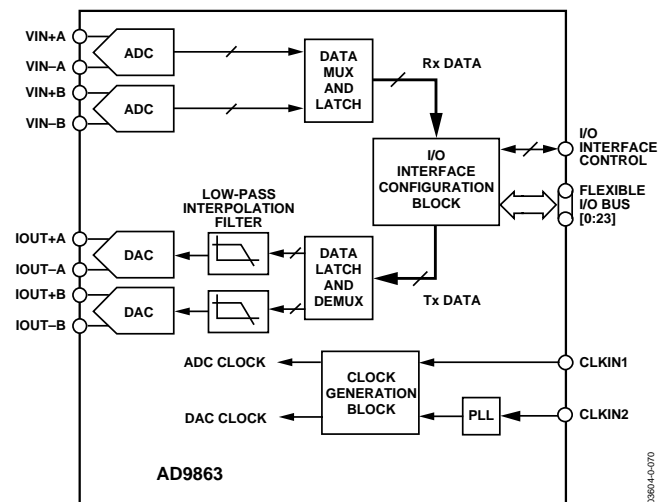 VIN+A
VIN–A
VIN+B
VIN–B
ADC
ADC
DATA
MUX
AND
LATCH
Rx DATA
I/O
INTERFACE
CONFIGURATION
BLOCK
I/O
INTERFACE
CONTROL
FLEXIBLE
I/O BUS
[0:23]
LOW-PASS
INTERPOLATION
FILTER
IOUT+A
IOUT–A
IOUT+B
IOUT–B
DAC
DAC
DATA
LATCH
AND
DEMUX
Tx DATA
ADC CLOCK
DAC CLOCK
CLOCK
GENERATION
BLOCK
PLL
CLKIN1
CLKIN2
AD9863
03604-0-070